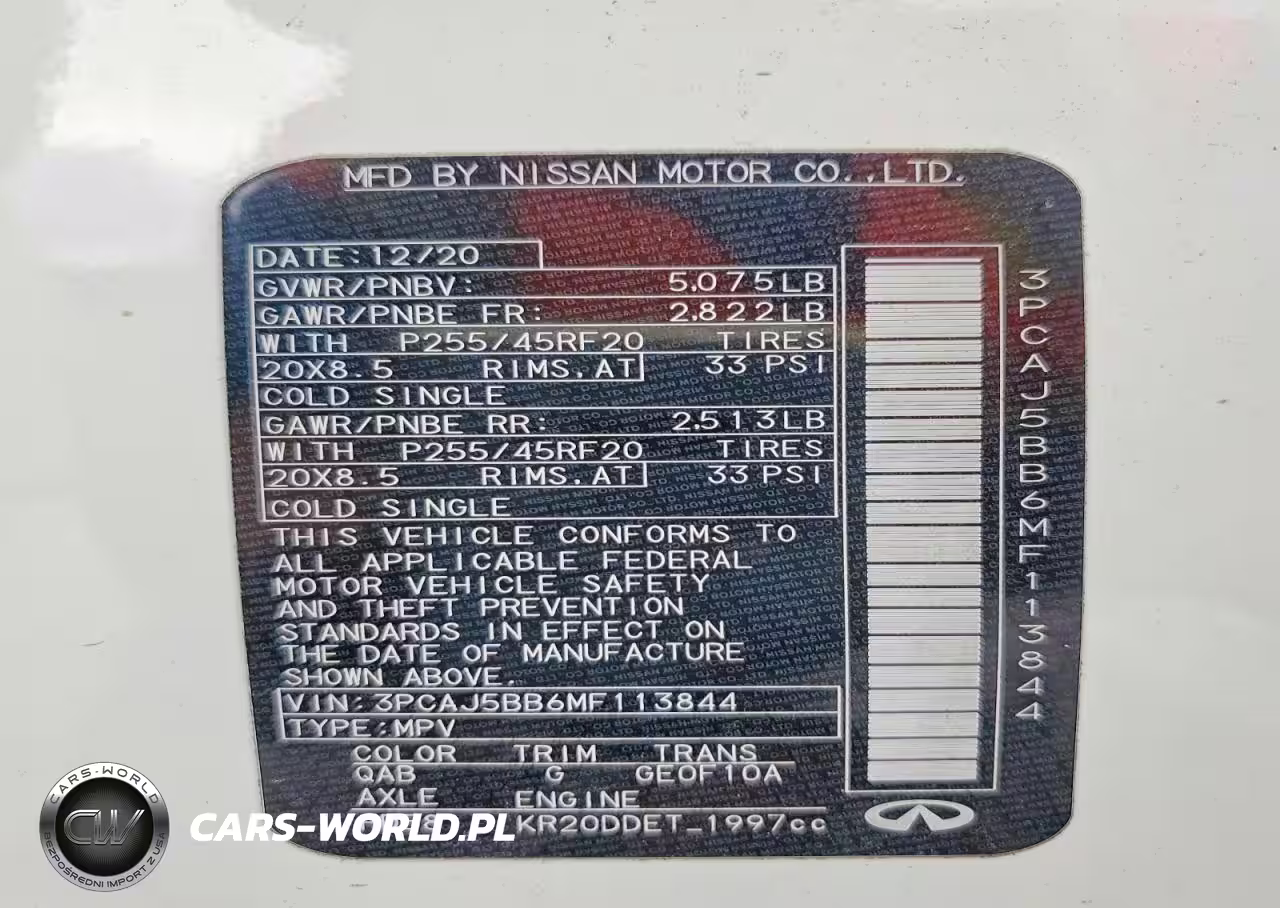 MFD BY NISSAN MOTOR CO.,LTD.
DATE:12/20
GVWR/PNBV: 5,075LB
GAWR/PNBE FR: 2,822LB
WITH P255/45RF20 TIRES
20X8.5 RIMS,AT 33 PSI
COLD SINGLE
GAWR/PNBE RR: 2,513LB
WITH P255/45RF20 TIRES
20X8.5 RIMS,AT 33 PSI
COLD SINGLE
THIS VEHICLE CONFORMS TO
ALL APPLICABLE FEDERAL
MOTOR VEHICLE SAFETY
AND THEFT PREVENTION
STANDARDS IN EFFECT ON
THE DATE OF MANUFACTURE
SHOWN ABOVE.
VIN:3PCAJ5BB6MF113844
TYPE:MPV
COLOR TRIM TRANS
QAB G GE0F10A
AXLE ENGINE
KR20DDET_1997cc
3PCAJ5BB6MF113844
CARS-WORLD
CW
BEZPOŚREDNI IMPORT Z USA
CARS-WORLD.PL